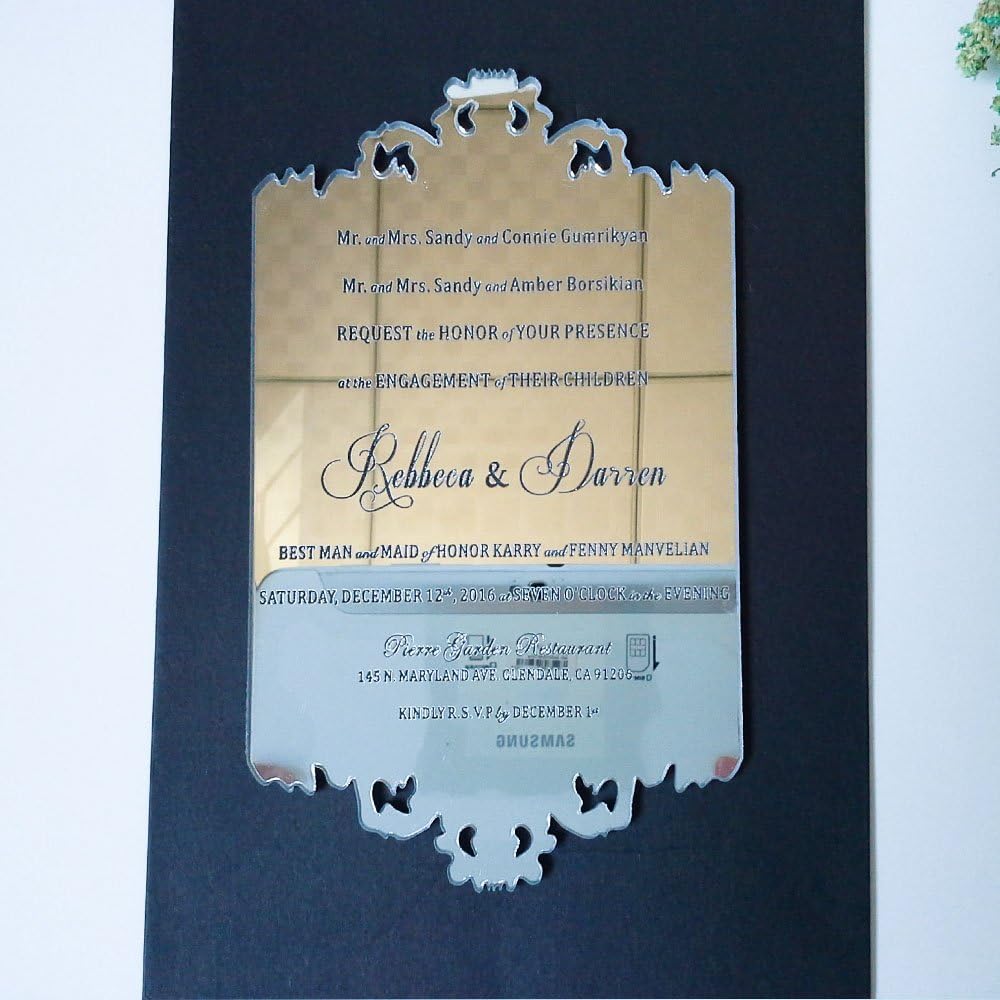 Mr. and Mrs. Sandy and Connie Gumrikyan
Mr. and Mrs. Sandy and Amber Borsikian
REQUEST the HONOR of YOUR PRESENCE
at the ENGAGEMENT of THEIR CHILDREN
Rebbeca & Darren
BEST MAN and MAID of HONOR KARRY and FENNY MANVELIAN
SATURDAY, DECEMBER 12th, 2016 at SEVEN O'CLOCK in the EVENING
Pierre Garden Restaurant
145 N. MARYLAND AVE. GLENDALE, CA 91206
KINDLY R.S.V.P by DECEMBER 1st
SAMSUNG